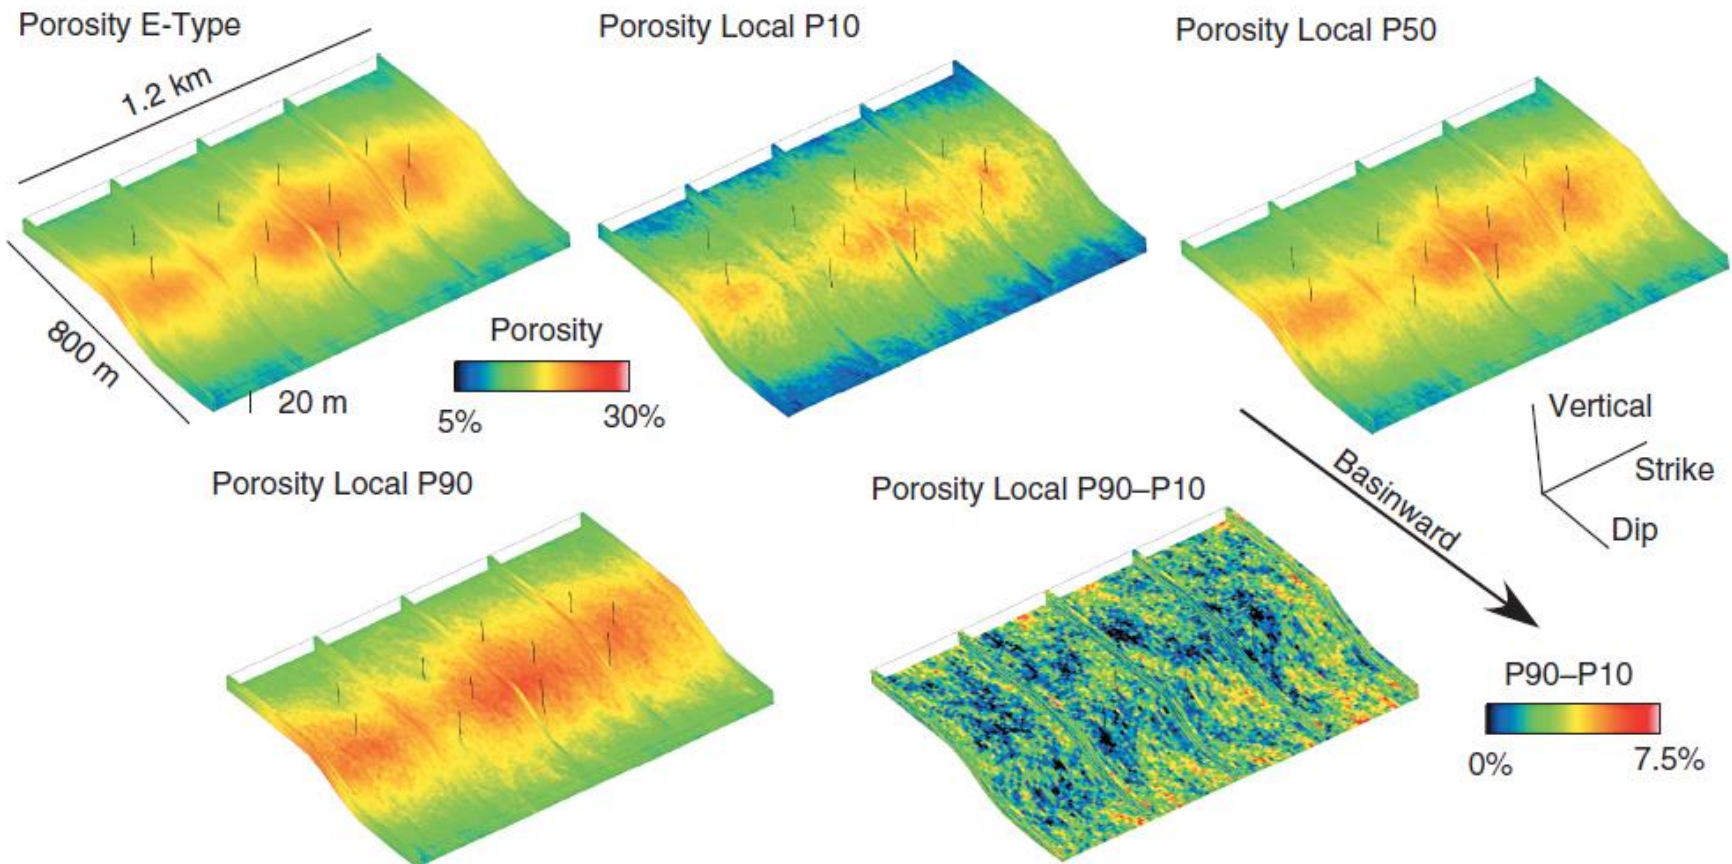 Porosity E-Type
Porosity Local P10
Porosity Local P50
1.2 km
800 m
20 m
Porosity
5%
30%
Vertical
Strike
Dip
Basinward
Porosity Local P90
Porosity Local P90–P10
P90–P10
0%
7.5%